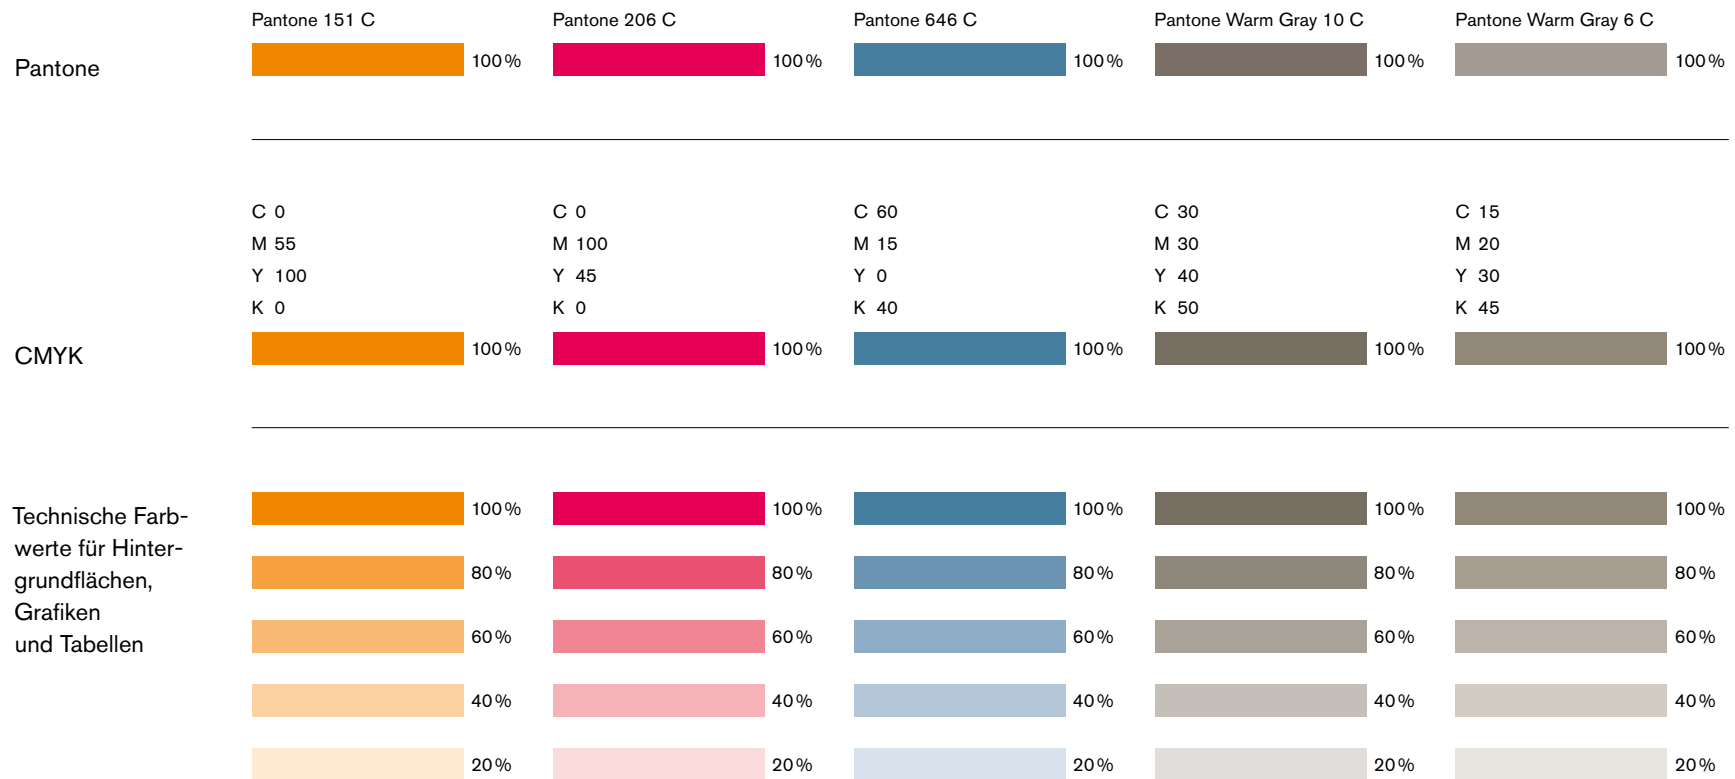 Pantone 151 C Pantone 206 C Pantone 646 C Pantone Warm Gray 10 C Pantone Warm Gray 6 C
Pantone 100% 100% 100% 100% 100%
C 0 C 0 C 60 C 30 C 15
M 55 M 100 M 15 M 30 M 20
Y 100 Y 45 Y 0 Y 40 Y 30
K 0 K 0 K 40 K 50 K 45
CMYK 100% 100% 100% 100% 100%
Technische Farb- 100% 100% 100% 100% 100%
werte für Hinter-
grundflächen, 80% 80% 80% 80% 80%
Grafiken
und Tabellen 60% 60% 60% 60% 60%
40% 40% 40% 40% 40%
20% 20% 20% 20% 20%